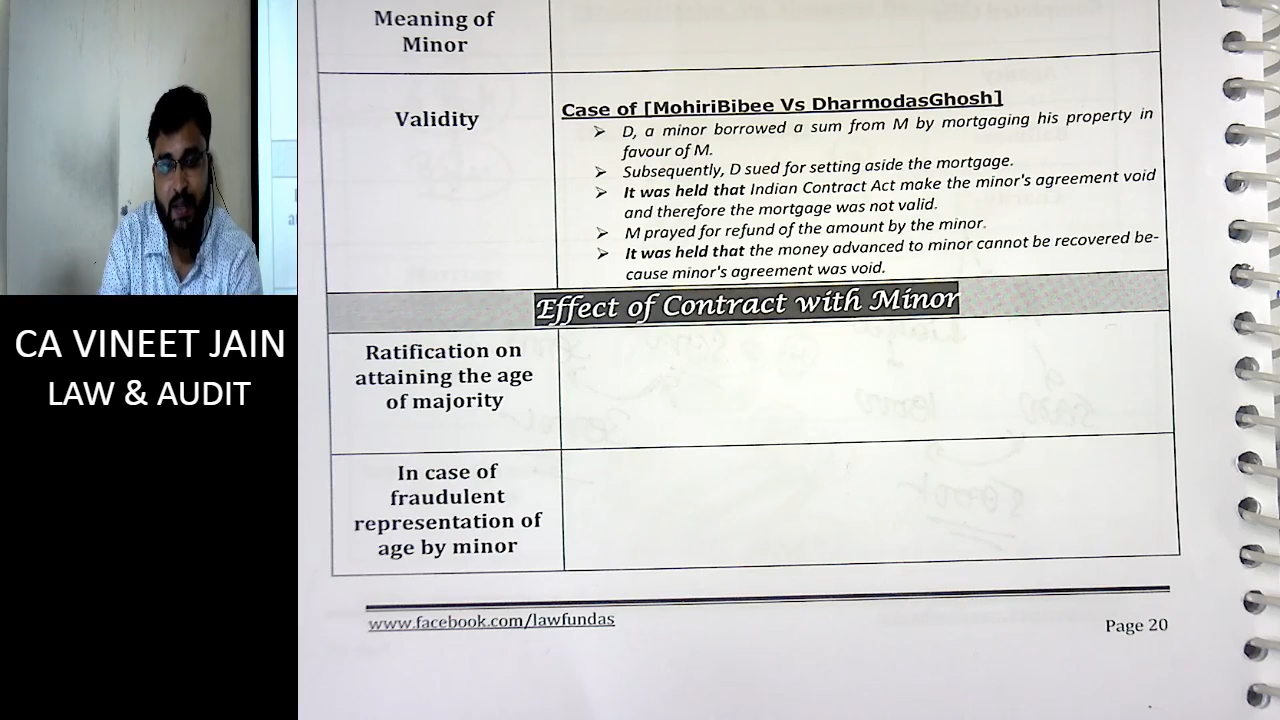 CA VINEET JAIN
LAW & AUDIT
Meaning of
Minor
Validity
Case of [MohiriBibee Vs DharmodasGhosh]
➢ D, a minor borrowed a sum from M by mortgaging his property in
favour of M.
➢ Subsequently, D sued for setting aside the mortgage.
➢ It was held that Indian Contract Act make the minor's agreement void
and therefore the mortgage was not valid.
➢ M prayed for refund of the amount by the minor.
➢ It was held that the money advanced to minor cannot be recovered be-
cause minor's agreement was void.
Effect of Contract with Minor
Ratification on
attaining the age
of majority
In case of
fraudulent
representation of
age by minor
www.facebook.com/lawfundas
Page 20